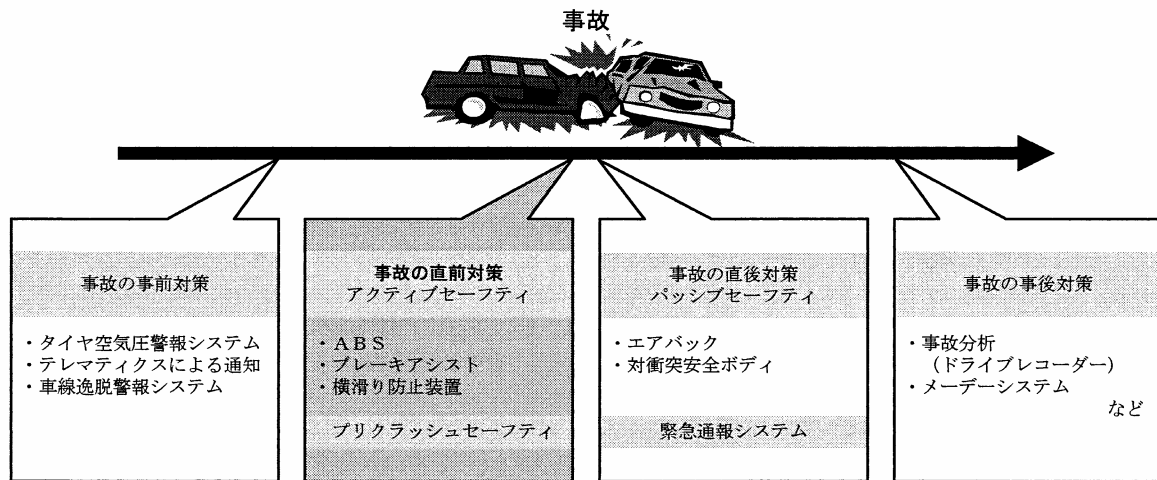 事故
事故の事前対策
・タイヤ空気圧警報システム
・テレマティクスによる通知
・車線逸脱警報システム
事故の直前対策
アクティブセーフティ
・ABS
・ブレーキアシスト
・横滑り防止装置
プリクラッシュセーフティ
事故の直後対策
パッシブセーフティ
・エアバック
・対衝突安全ボディ
緊急通報システム
事故の事後対策
・事故分析
(ドライブレコーダー)
・メーデーシステム
など